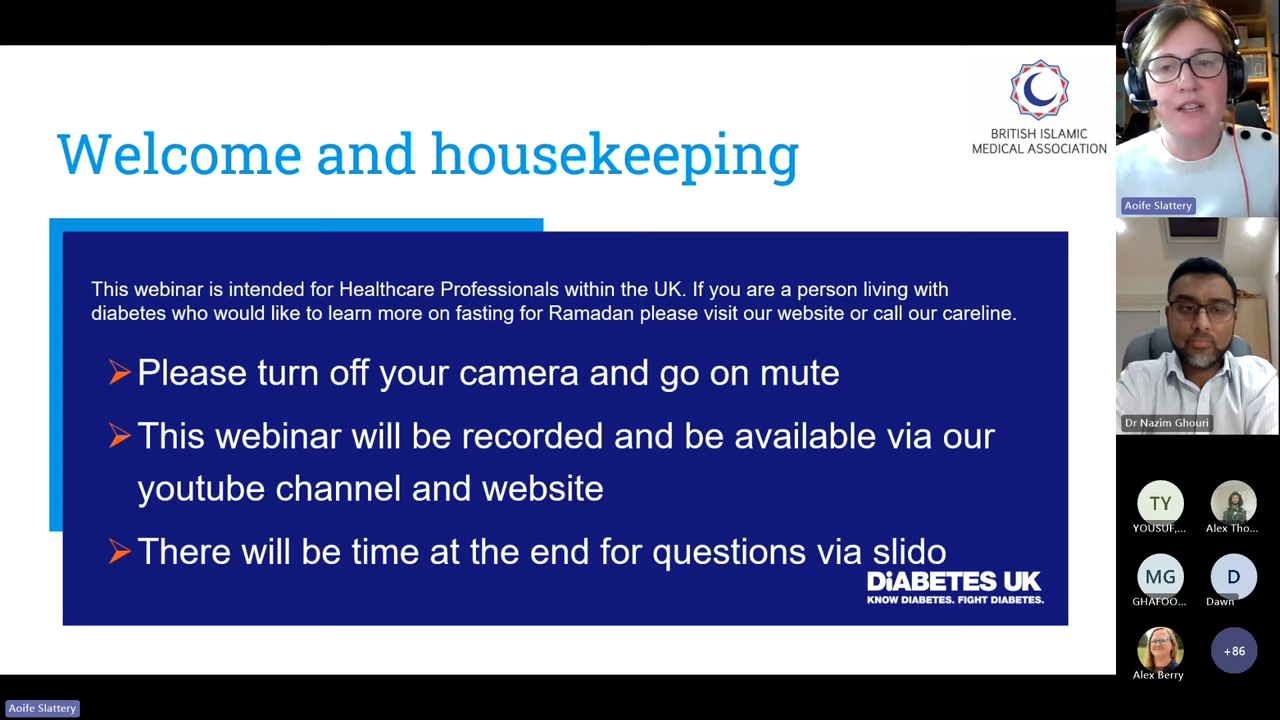 Welcome and housekeeping
BRITISH ISLAMIC
MEDICAL ASSOCIATION
This webinar is intended for Healthcare Professionals within the UK. If you are a person living with
diabetes who would like to learn more on fasting for Ramadan please visit our website or call our careline.
Please turn off your camera and go on mute
This webinar will be recorded and be available via our
youtube channel and website
There will be time at the end for questions via slido
DiABETES UK
KNOW DIABETES. FIGHT DIABETES.
Aoife Slattery
Dr Nazim Ghouri
TY
YOUSUF,...
Alex Tho...
MG
GHAFOO...
D
Dawn
Alex Berry
+86
Aoife Slattery